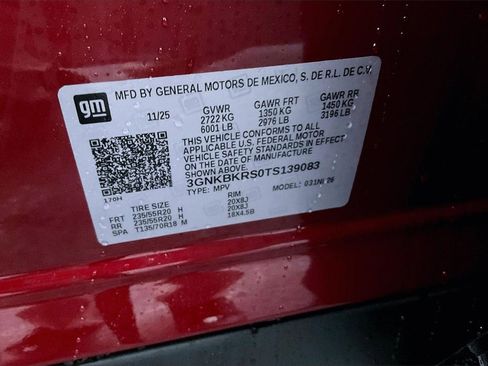 gm
MFD BY GENERAL MOTORS DE MEXICO, S. DE R.L. DE C.V.
11/25 GVWR GAWR FRT GAWR RR
2722 KG 1350 KG 1450 KG
6001 LB 2976 LB 3196 LB
THIS VEHICLE CONFORMS TO ALL
APPLICABLE U.S. FEDERAL MOTOR
VEHICLE SAFETY AND THEFT
PREVENTION STANDARDS IN EFFECT
ON THE DATE OF MANUFACTURE
SHOWN ABOVE.
3GNKBKRS0TS139083
170H TYPE: MPV MODEL:
TIRE SIZE RIM
FRT 235/55R20 H 20X8J
RR 235/55R20 H 20X8J
SPA T135/70R18 M 18X4.5B